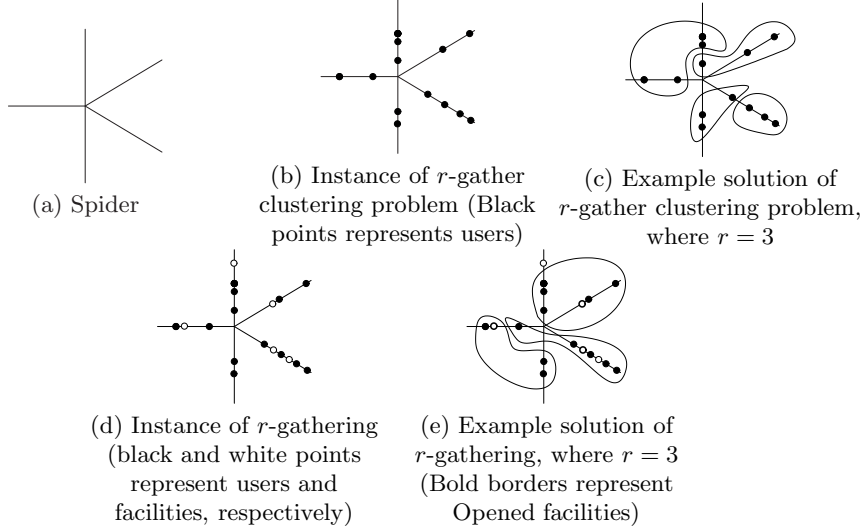 (a) Spider
(b) Instance of r-gather
clustering problem (Black
points represents users)
(c) Example solution of
r-gather clustering problem,
where r = 3
(d) Instance of r-gathering
(black and white points
represent users and
facilities, respectively)
(e) Example solution of
r-gathering, where r = 3
(Bold borders represent
Opened facilities)